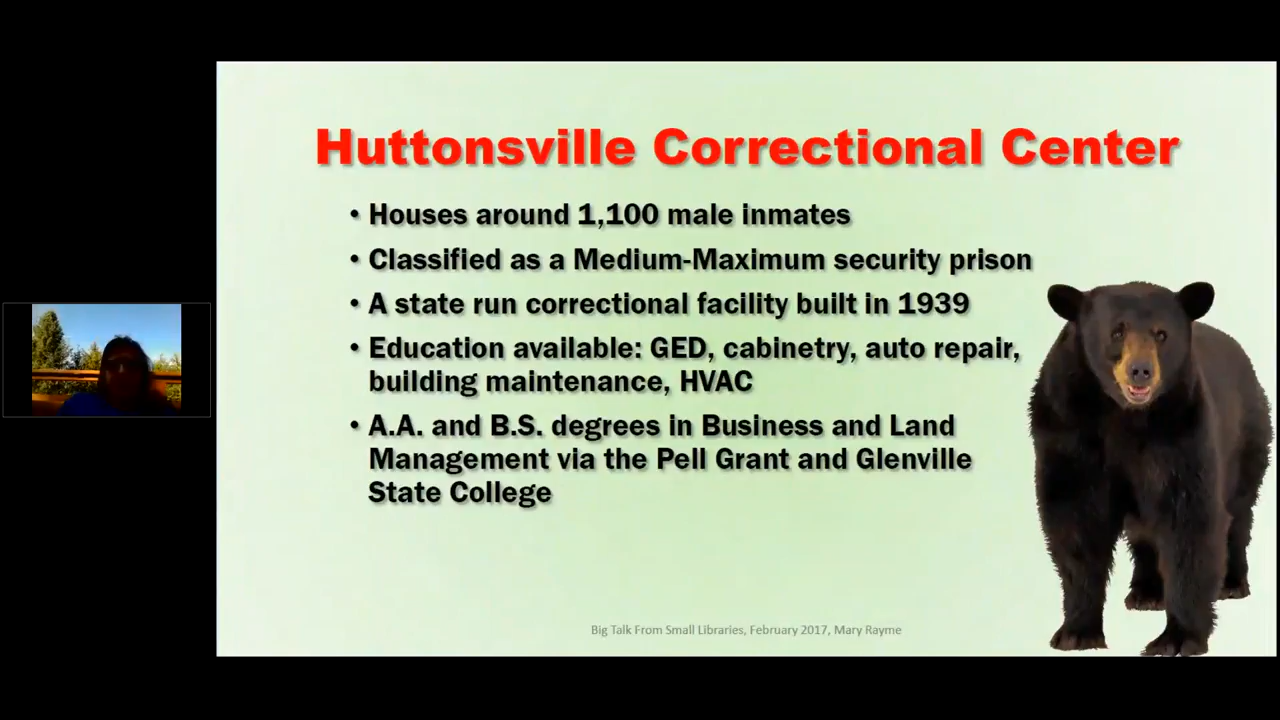 Huttonsville Correctional Center
• Houses around 1,100 male inmates
• Classified as a Medium-Maximum security prison
• A state run correctional facility built in 1939
• Education available: GED, cabinetry, auto repair,
building maintenance, HVAC
• A.A. and B.S. degrees in Business and Land
Management via the Pell Grant and Glenville
State College
Big Talk From Small Libraries, February 2017, Mary Rayme